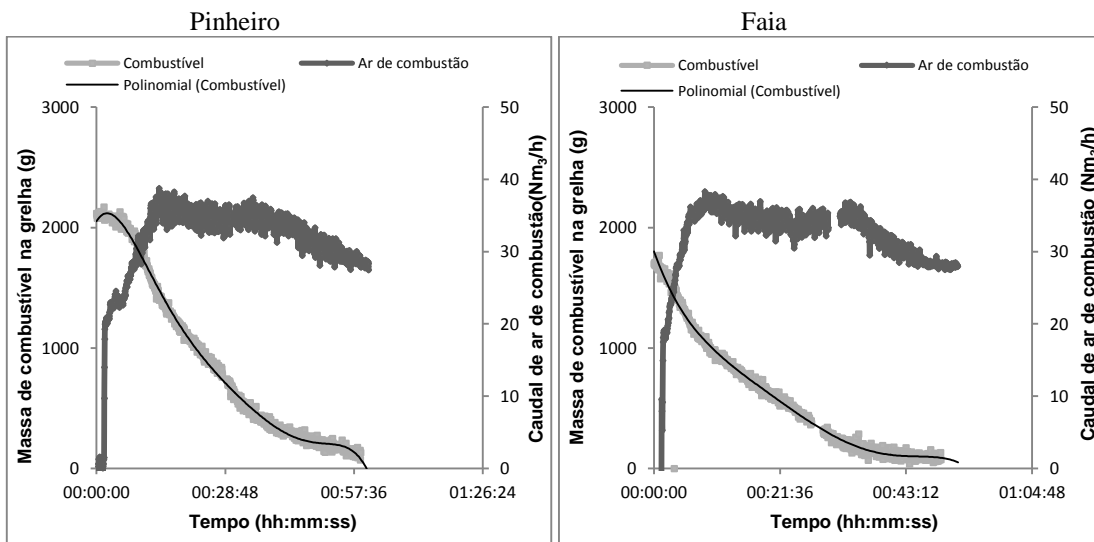 Pinheiro
Combustível
Ar de combustão
Polinomial (Combustível)
3000
2000
1000
0
50
40
30
20
10
0
00:00:00
00:28:48
00:57:36
01:26:24
Massa de combustível na grelha (g)
Caudal de ar de combustão(Nm3/h)
Tempo (hh:mm:ss)
Faia
Combustível
Ar de combustão
Polinomial (Combustível)
3000
2000
1000
0
50
40
30
20
10
0
00:00:00
00:21:36
00:43:12
01:04:48
Massa de combustível na grelha (g)
Caudal de ar de combustão (Nm3/h)
Tempo (hh:mm:ss)